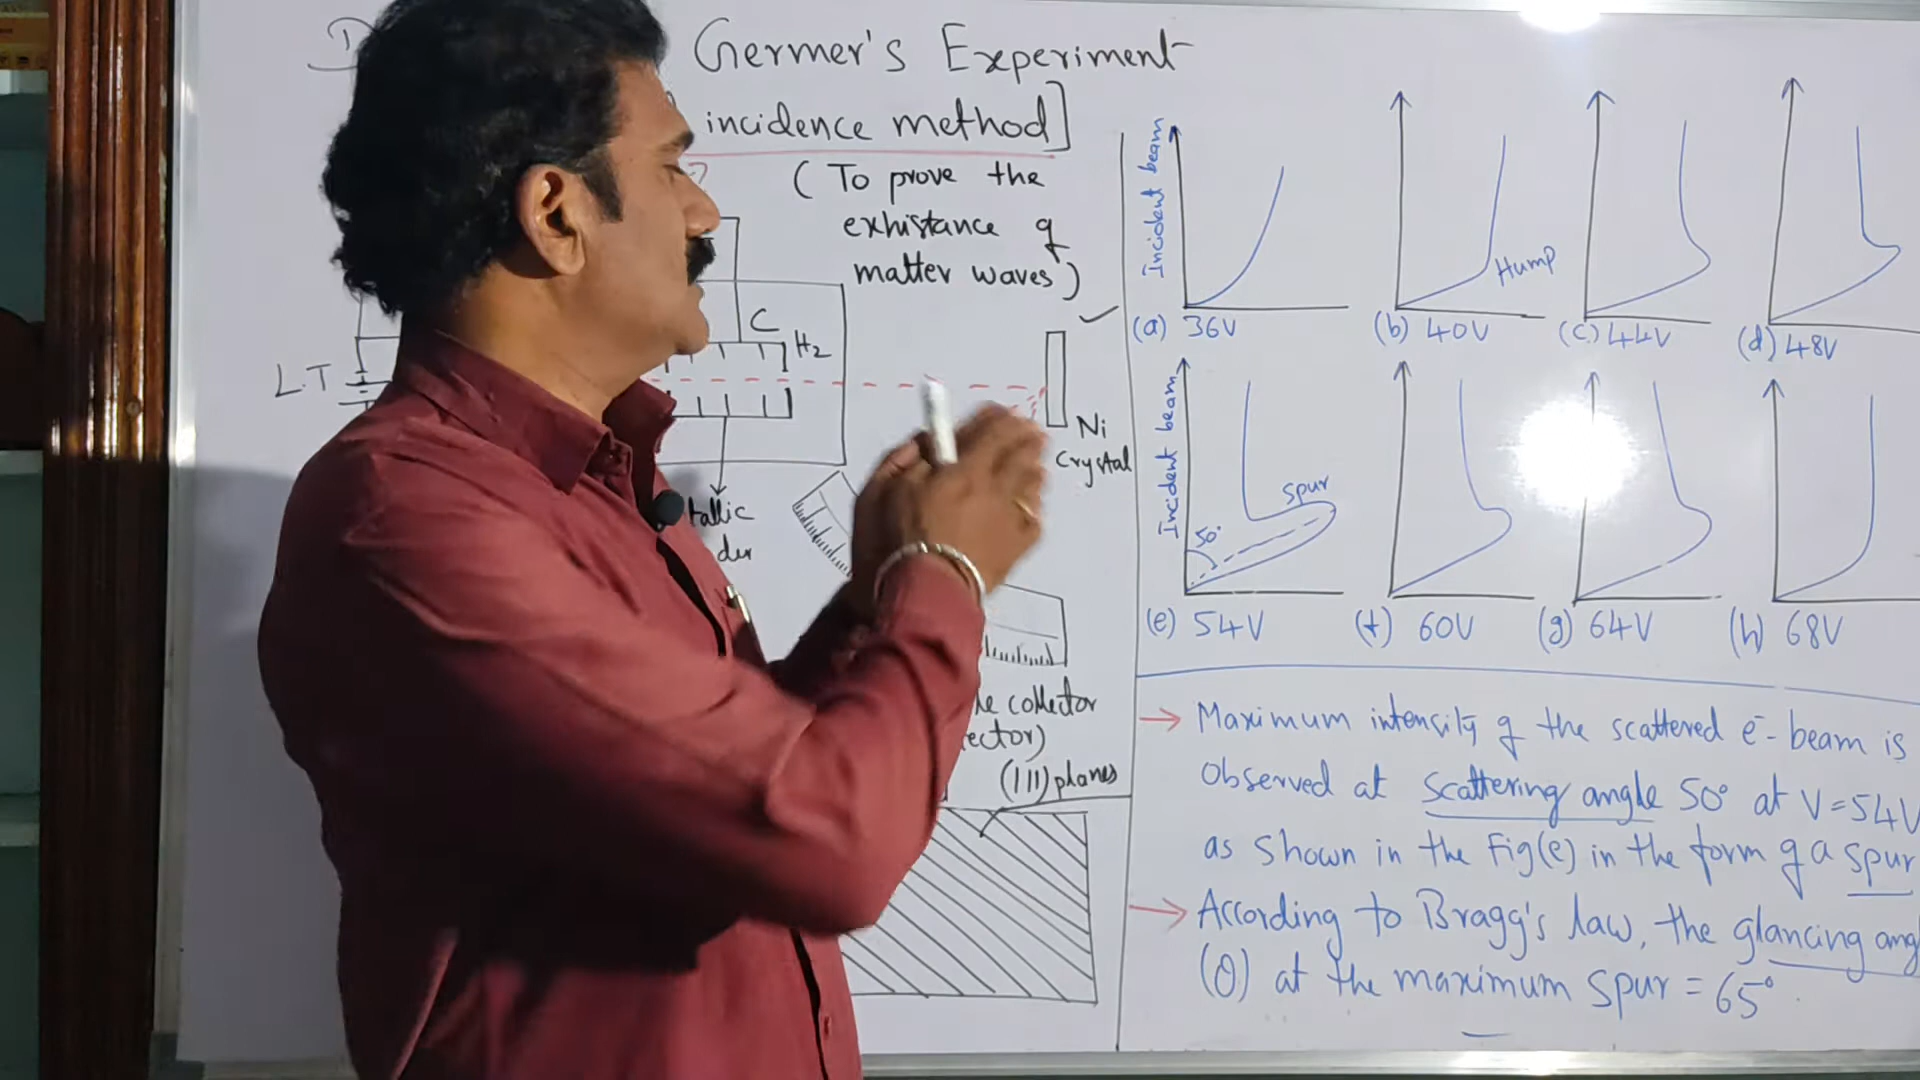 Germer's Experiment
incidence method]
(To prove the
exhistance of
matter waves)
C
H2
L.T
Ni
Crystal
tallic
der
le collector
ector)
(111) planes
Incident beam
Hump
(a) 36V
(b) 40V
(c) 44V
(d) 48V
Incident beam
50°
Spur
(e) 54V
(f) 60V
(g) 64V
(h) 68V
→ Maximum intensity of the scattered e- beam is
observed at scattering angle 50° at V=54V
as shown in the Fig(e) in the form of a spur
→ According to Bragg's law, the glancing ang
(θ) at the maximum spur = 65°.